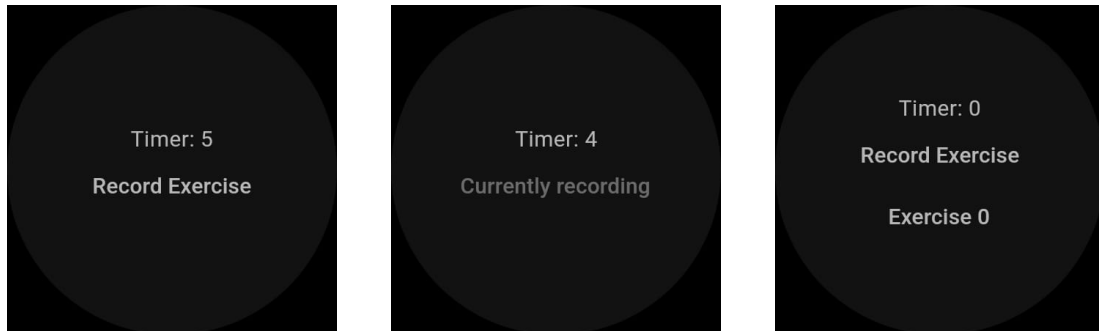 Timer: 5
Record Exercise
Timer: 4
Currently recording
Timer: 0
Record Exercise
Exercise 0